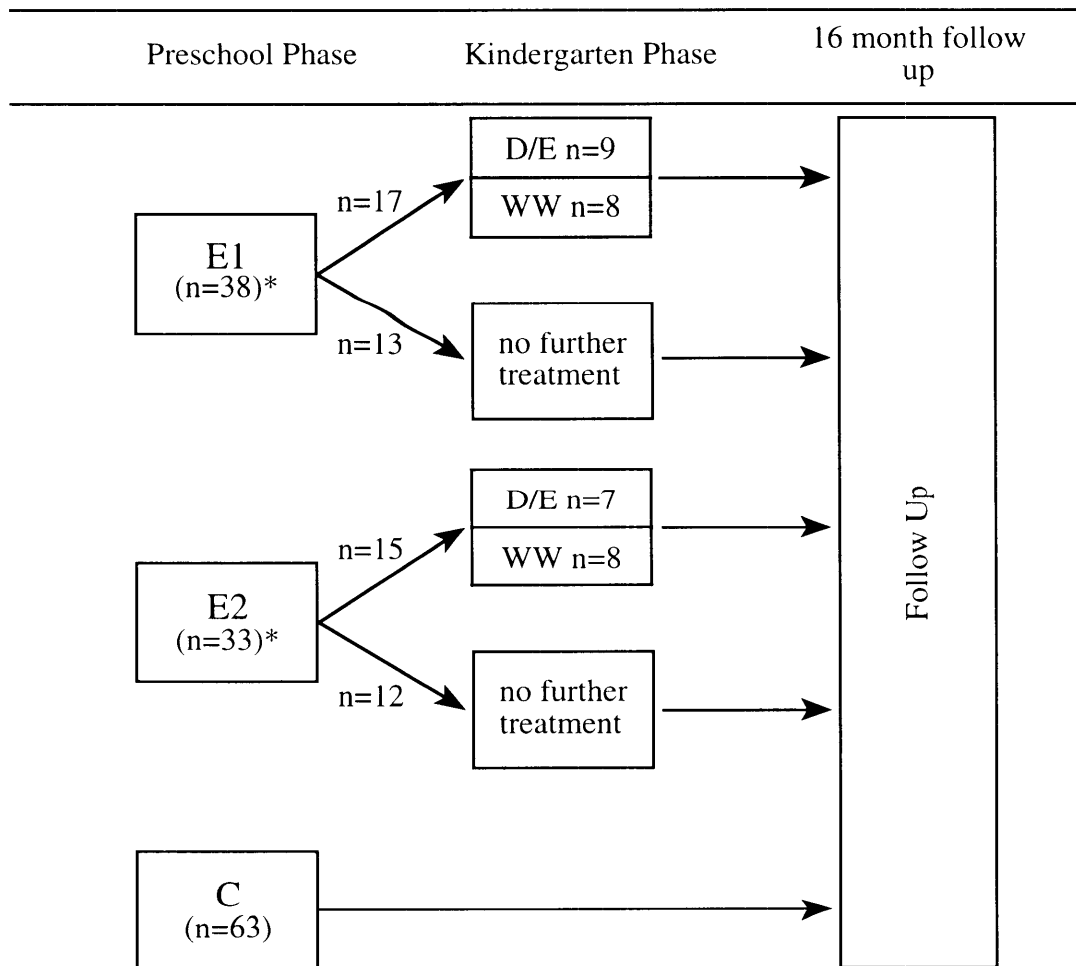 Preschool Phase
Kindergarten Phase
16 month follow
up
D/E n=9
WW n=8
n=17
E1
(n=38)*
n=13
no further
treatment
D/E n=7
WW n=8
n=15
E2
(n=33)*
n=12
no further
treatment
C
(n=63)
Follow Up